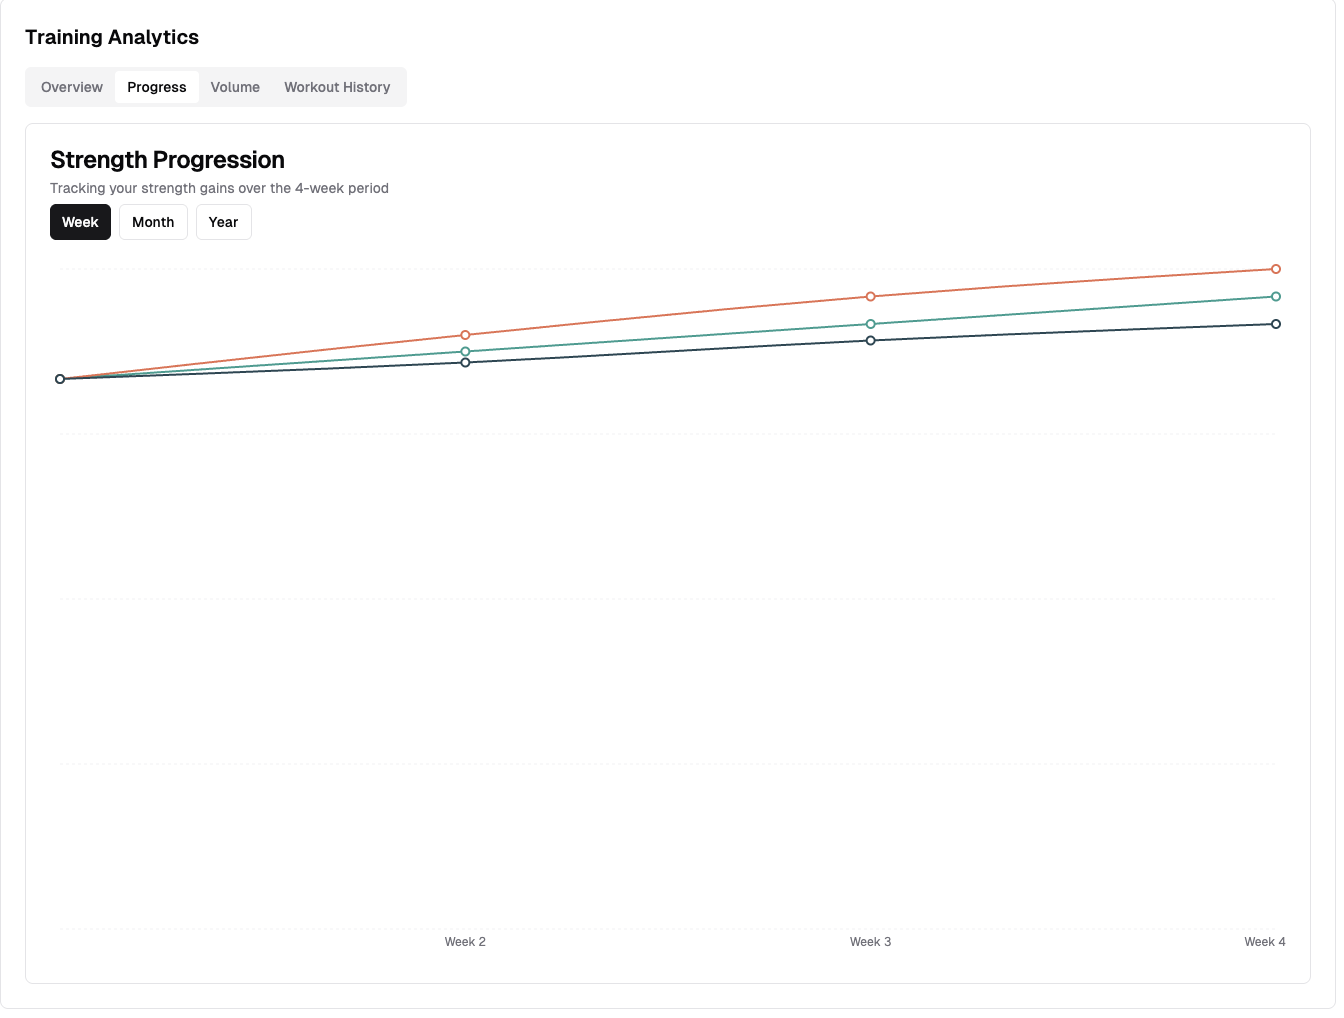 Training Analytics
Overview Progress Volume Workout History
Strength Progression
Tracking your strength gains over the 4-week period
Week Month Year
Week 2 Week 3 Week 4